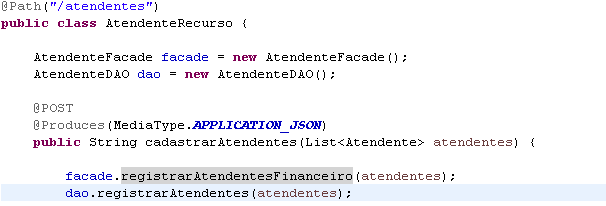 @Path("/atendentes")
public class AtendenteRecurso {
AtendenteFacade facade = new AtendenteFacade();
AtendenteDAO dao = new AtendenteDAO();
@POST
@Produces(MediaType.APPLICATION_JSON)
public String cadastrarAtendentes(List<Atendente> atendentes) {
facade.registrarAtendentesFinanceiro(atendentes);
dao.registrarAtendentes(atendentes);